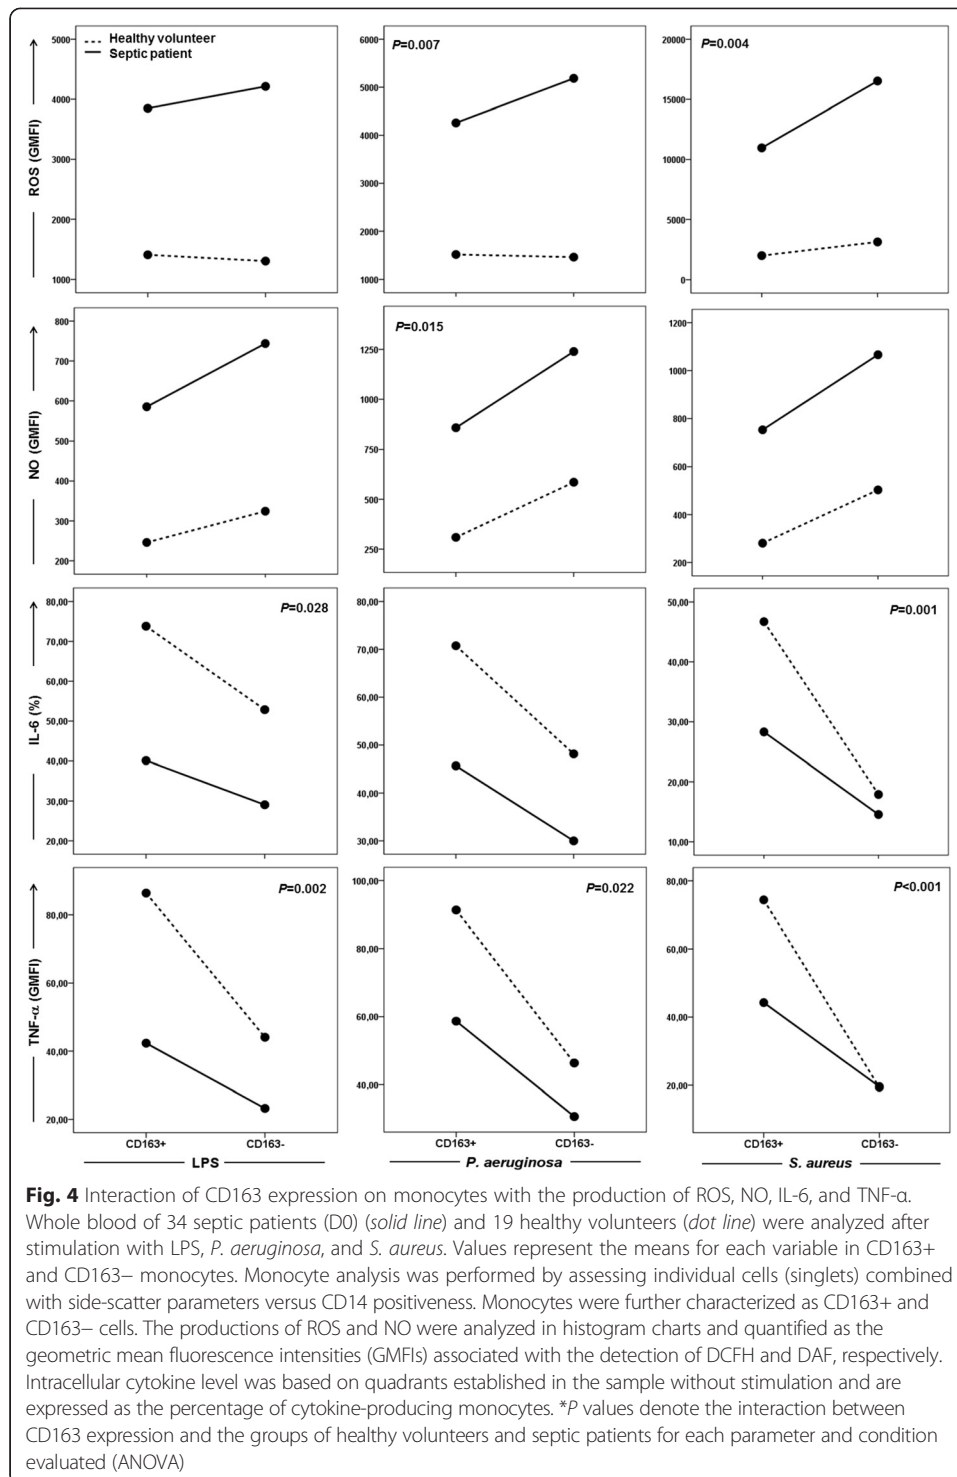 Healthy volunteer
Septic patient
P=0.007
P=0.004
ROS (GMFI)
5000
4000
3000
2000
1000
6000
5000
4000
3000
2000
1000
20000
15000
10000
5000
0
P=0.015
NO (GMFI)
800
700
600
500
400
300
200
1250
1000
750
500
250
1200
1000
800
600
400
200
P=0.028
P=0.001
IL-6 (%)
80,00
70,00
60,00
50,00
40,00
30,00
20,00
80,00
70,00
60,00
50,00
40,00
30,00
50,00
40,00
30,00
20,00
10,00
P=0.002
P=0.022
P<0.001
TNF-α (GMFI)
80,00
60,00
40,00
20,00
100,00
80,00
60,00
40,00
80,00
60,00
40,00
20,00
CD163+ CD163- CD163+ CD163- CD163+ CD163-
LPS P. aeruginosa S. aureus
Fig. 4 Interaction of CD163 expression on monocytes with the production of ROS, NO, IL-6, and TNF-α.
Whole blood of 34 septic patients (D0) (solid line) and 19 healthy volunteers (dot line) were analyzed after
stimulation with LPS, P. aeruginosa, and S. aureus. Values represent the means for each variable in CD163+
and CD163− monocytes. Monocyte analysis was performed by assessing individual cells (singlets) combined
with side-scatter parameters versus CD14 positiveness. Monocytes were further characterized as CD163+ and
CD163− cells. The productions of ROS and NO were analyzed in histogram charts and quantified as the
geometric mean fluorescence intensities (GMFIs) associated with the detection of DCFH and DAF, respectively.
Intracellular cytokine level was based on quadrants established in the sample without stimulation and are
expressed as the percentage of cytokine-producing monocytes. *P values denote the interaction between
CD163 expression and the groups of healthy volunteers and septic patients for each parameter and condition
evaluated (ANOVA)